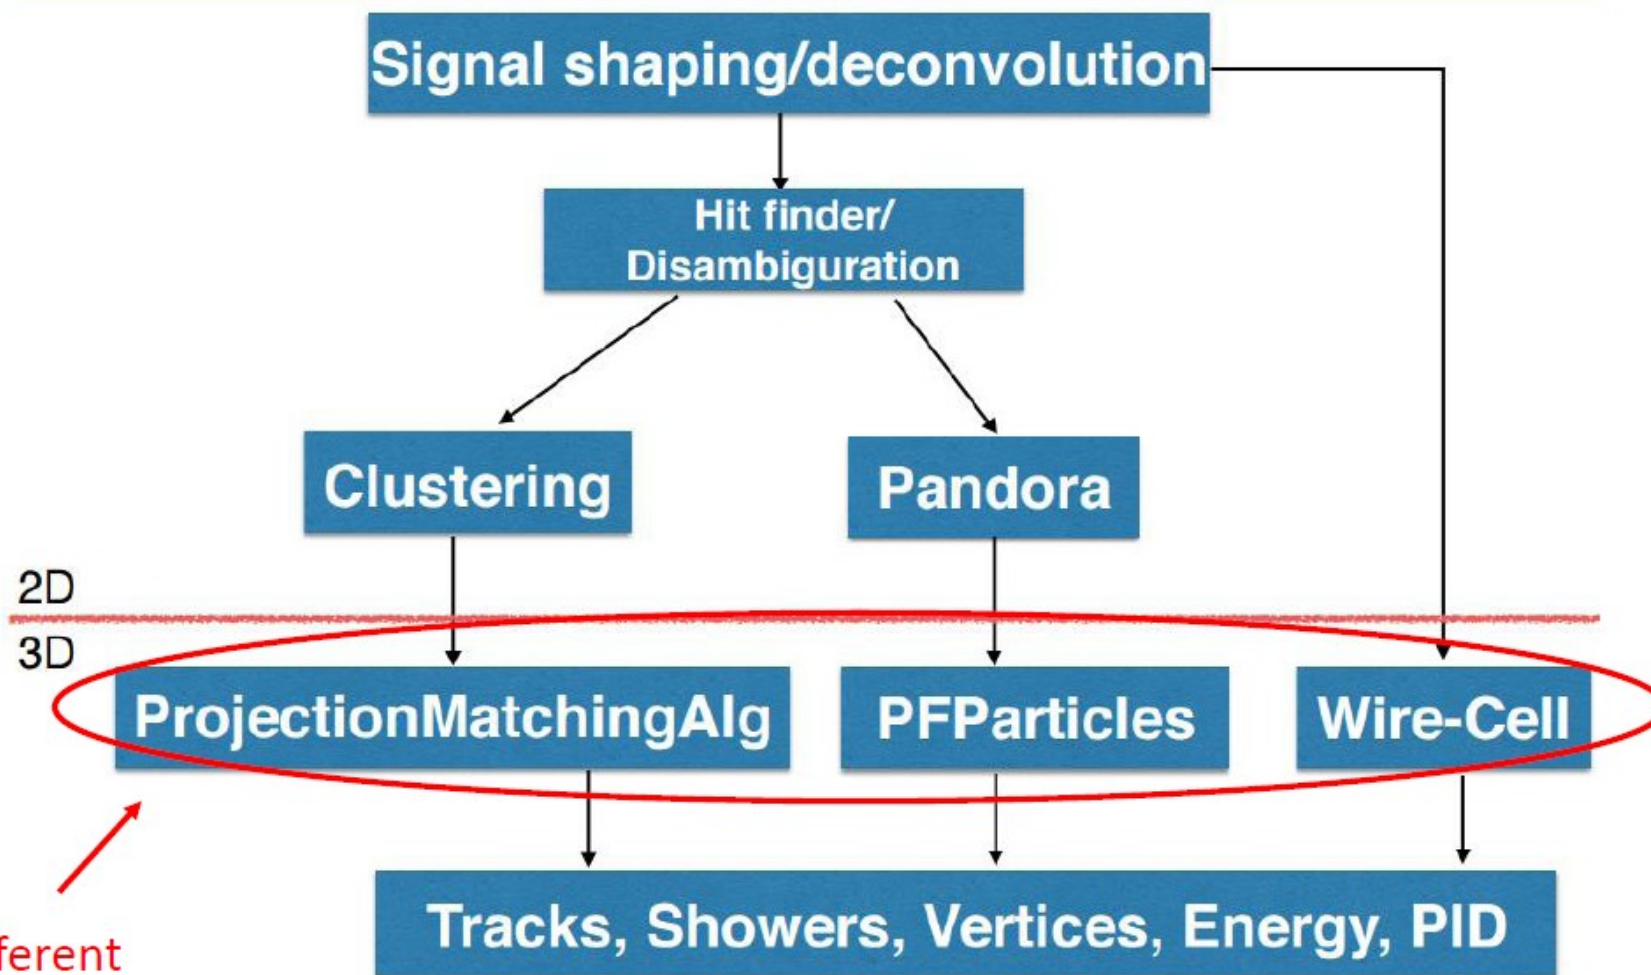 Signal shaping/deconvolution
Hit finder/
Disambiguration
Clustering
Pandora
2D
3D
ProjectionMatchingAlg
PFParticles
Wire-Cell
Tracks, Showers, Vertices, Energy, PID